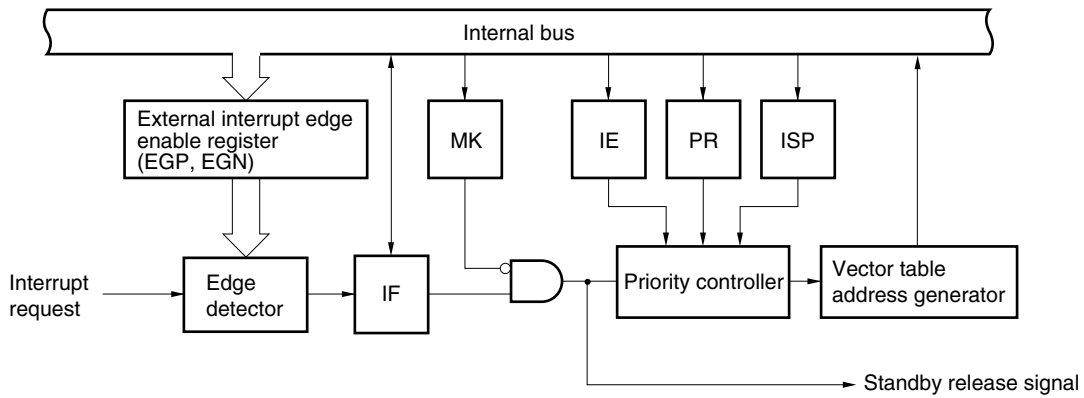 Internal bus
External interrupt edge
enable register
(EGP, EGN)
MK
IE
PR
ISP
Interrupt
request
Edge
detector
IF
Priority controller
Vector table
address generator
Standby release signal